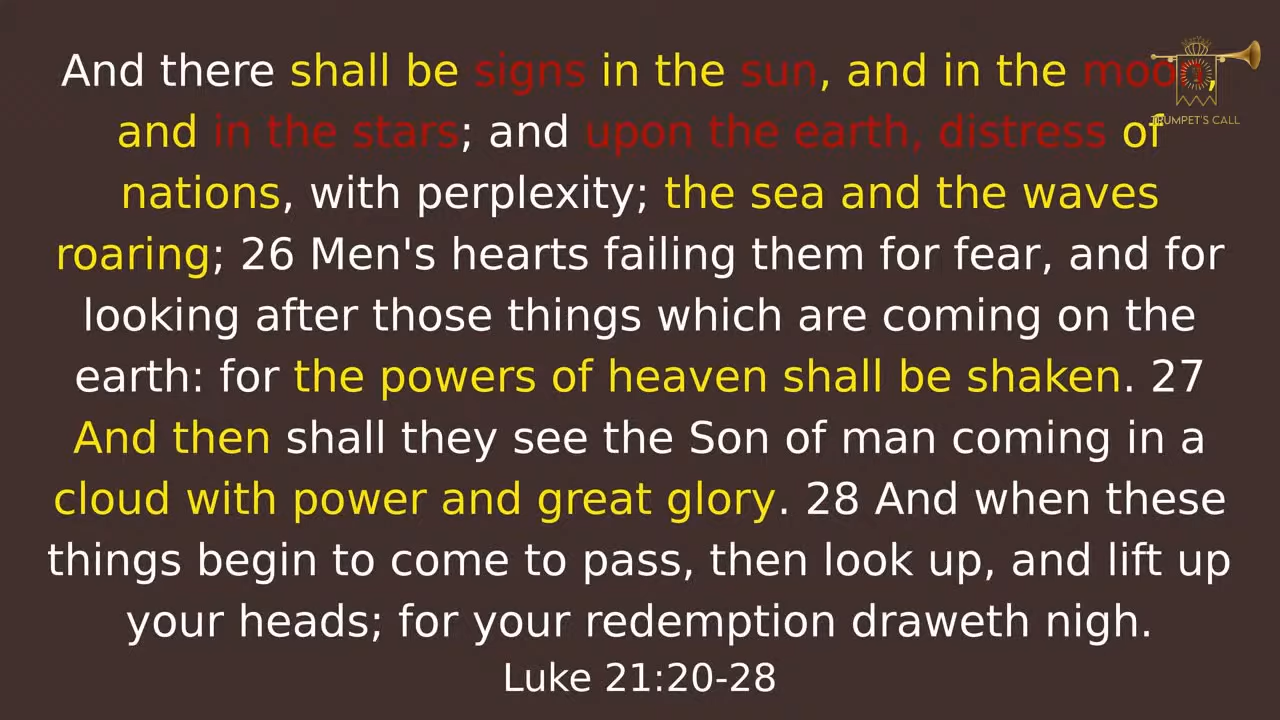 And there shall be signs in the sun, and in the moon,
and in the stars; and upon the earth, distress of
nations, with perplexity; the sea and the waves
roaring; 26 Men's hearts failing them for fear, and for
looking after those things which are coming on the
earth: for the powers of heaven shall be shaken. 27
And then shall they see the Son of man coming in a
cloud with power and great glory. 28 And when these
things begin to come to pass, then look up, and lift up
your heads; for your redemption draweth nigh.
Luke 21:20-28
TRUMPET'S CALL